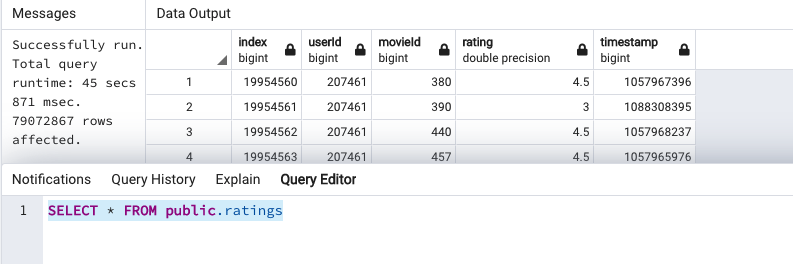 Messages
Successfully run.
Total query
runtime: 45 secs
871 msec.
79072867 rows
affected.
Data Output
index userId movieId rating timestamp
bigint bigint bigint double precision bigint
1 19954560 207461 380 4.5 1057967396
2 19954561 207461 390 3 1088308395
3 19954562 207461 440 4.5 1057968237
4 19954563 207461 457 4.5 1057965976
Notifications Query History Explain Query Editor
1 SELECT * FROM public.ratings